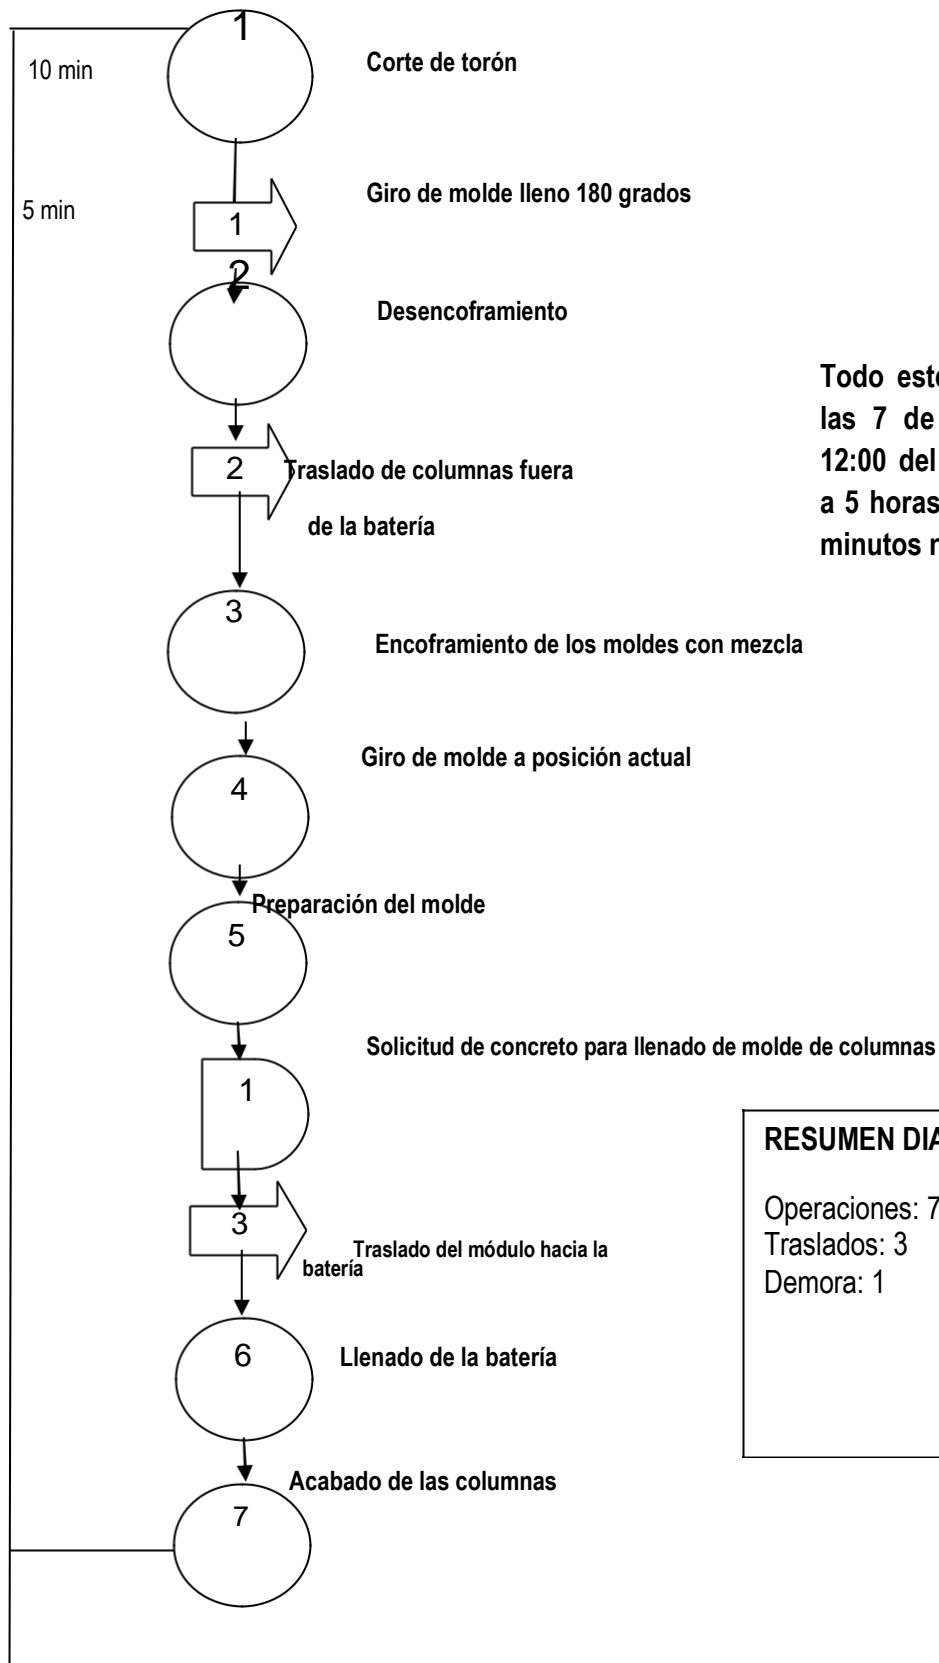 1
10 min
Corte de torón
5 min
Giro de molde lleno 180 grados
1
2
Desencoframiento
Todo este
las 7 de
12:00 del
a 5 horas
minutos
2
Traslado de columnas fuera
de la batería
3
Encoframiento de los moldes con mezcla
Giro de molde a posición actual
4
Preparación del molde
5
Solicitud de concreto para llenado de molde de columnas
1
RESUMEN
Operaciones: 7
Traslados: 3
Demora: 1
3
Traslado del módulo hacia la
batería
6
Llenado de la batería
Acabado de las columnas
7